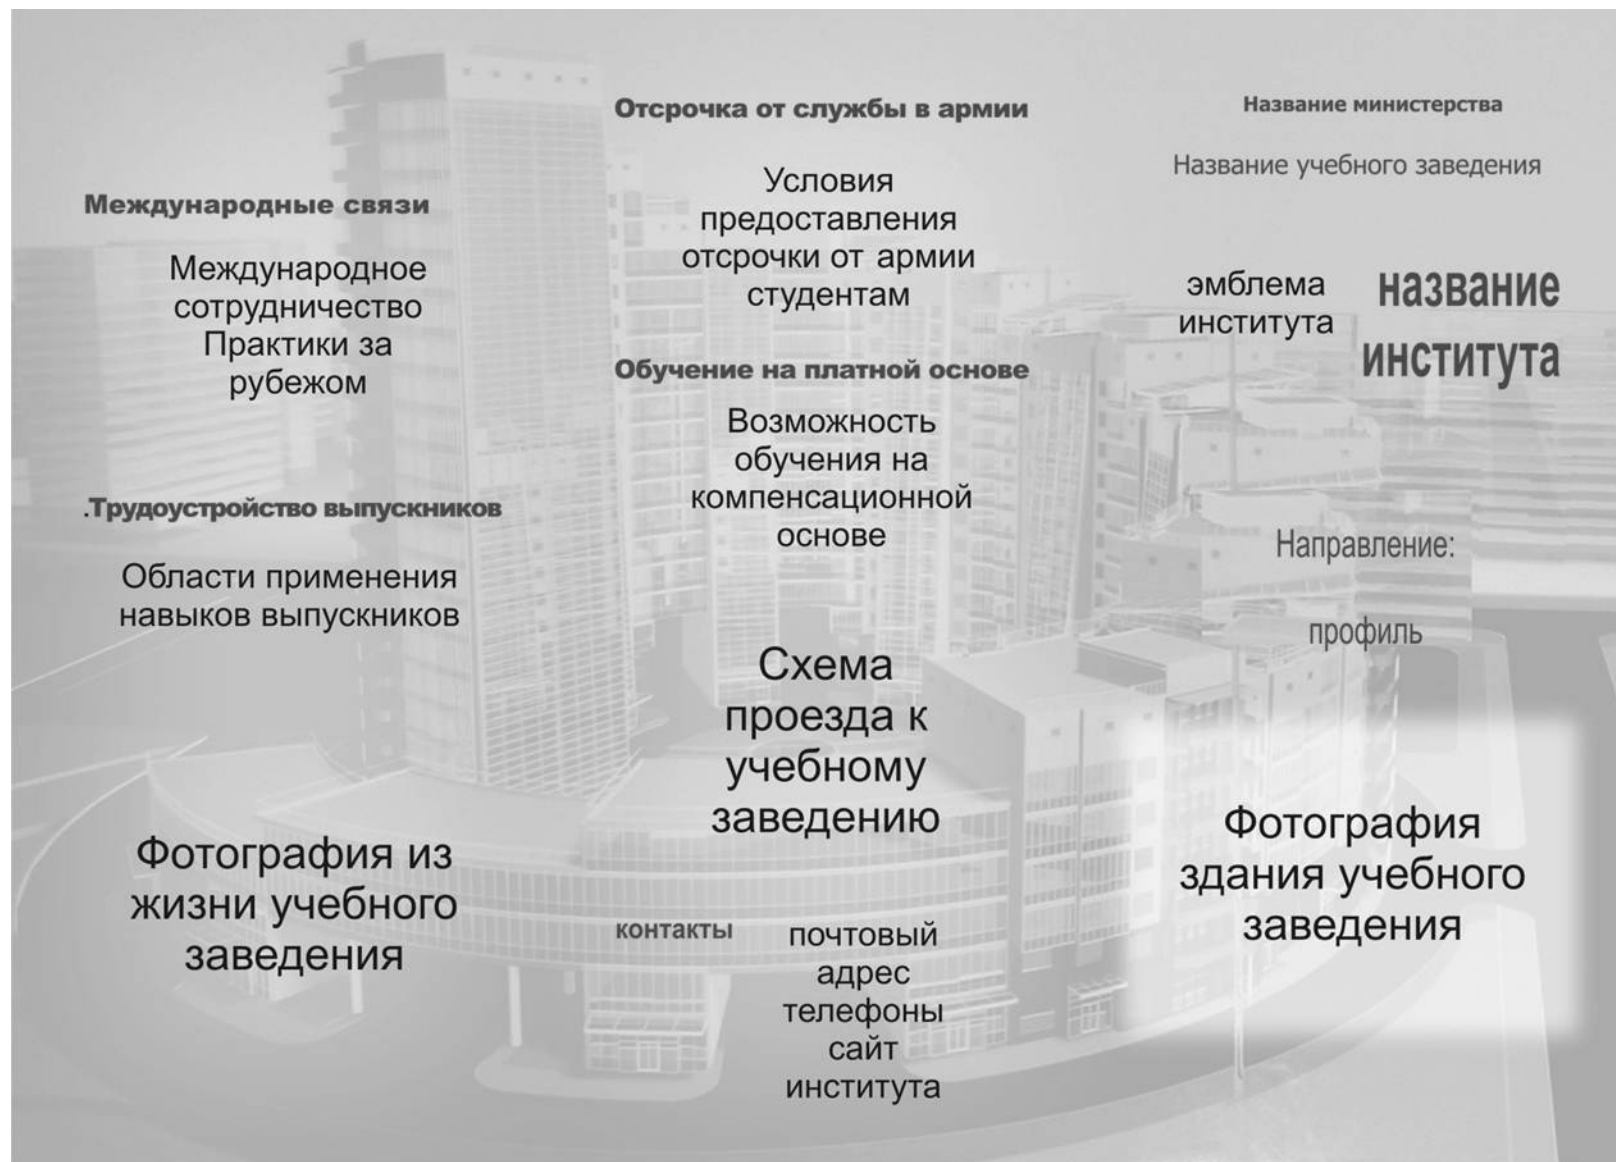 Международные связи
Международное
сотрудничество
Практики за
рубежом
.Трудоустройство выпускников
Области применения
навыков выпускников
Фотография из
жизни учебного
заведения
Отсрочка от службы в армии
Условия
предоставления
отсрочки от армии
студентам
Обучение на платной основе
Возможность
обучения на
компенсационной
основе
Схема
проезда к
учебному
заведению
контакты
почтовый
адрес
телефоны
сайт
института
Название министерства
Название учебного заведения
эмблема
института
название
института
Направление:
профиль
Фотография
здания учебного
заведения